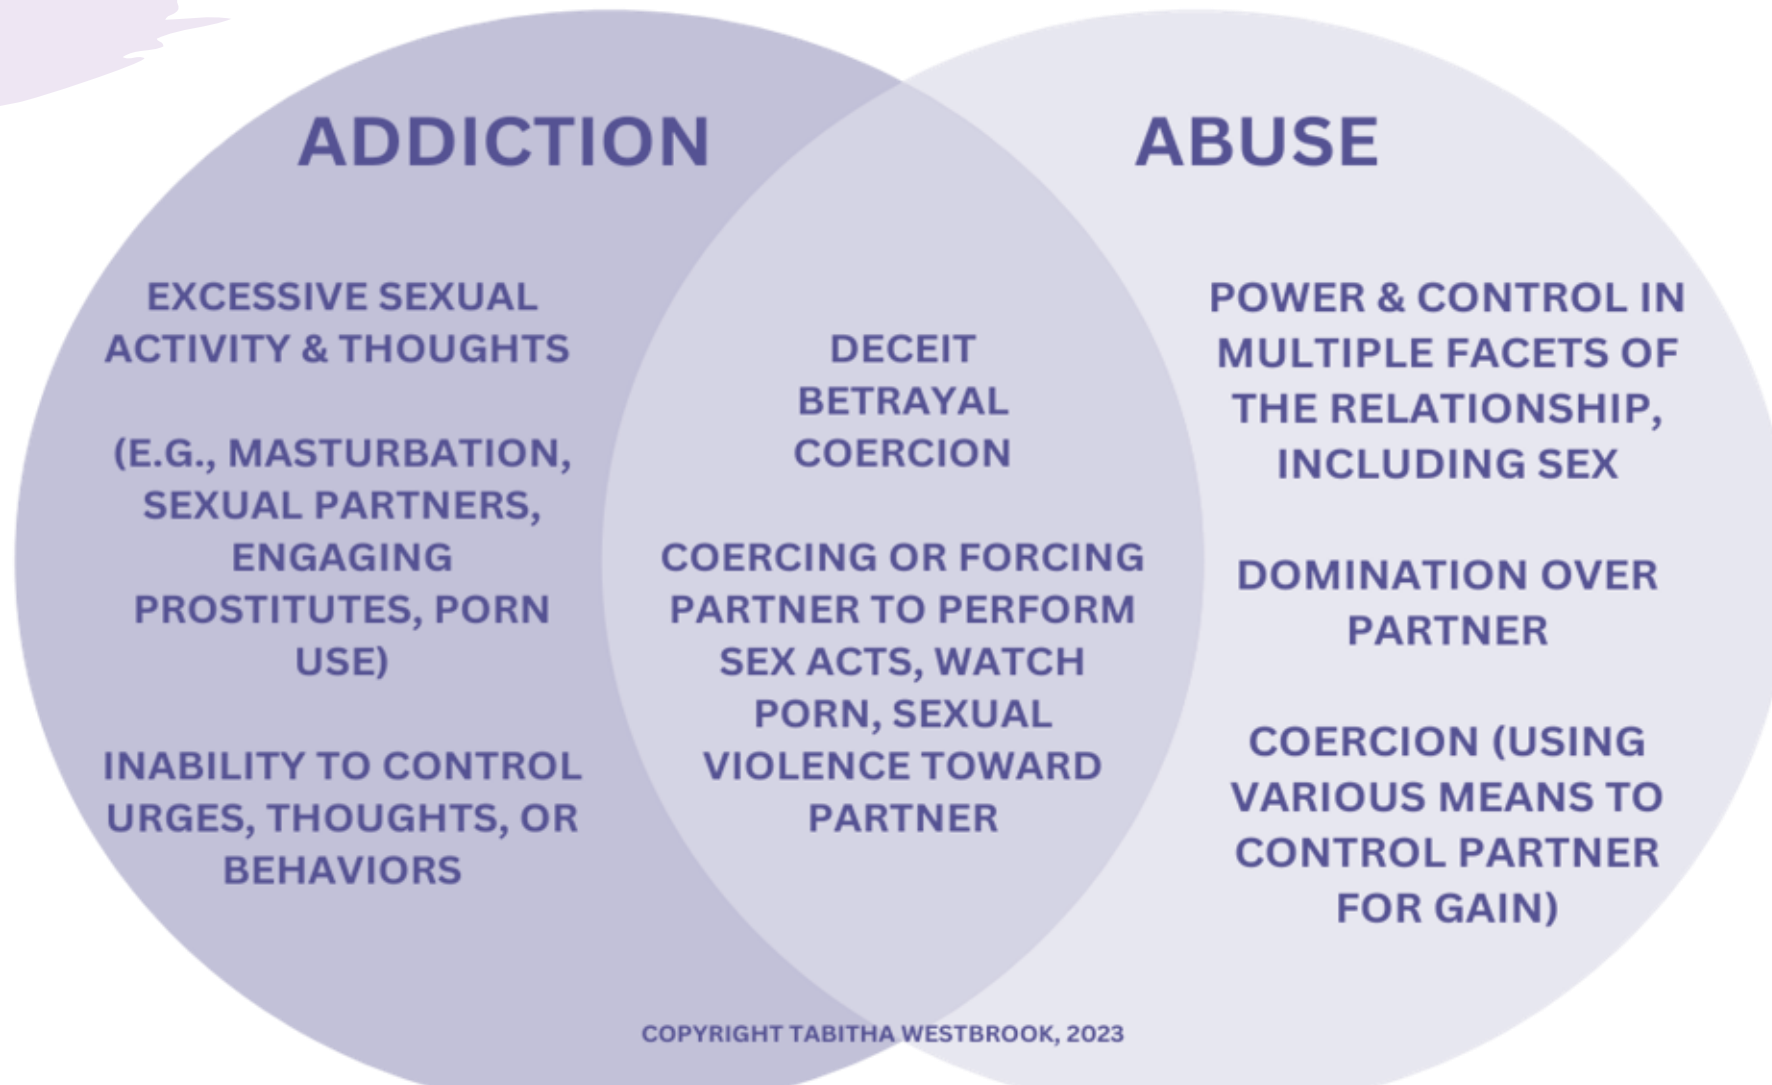 ADDICTION
EXCESSIVE SEXUAL
ACTIVITY & THOUGHTS
(E.G., MASTURBATION,
SEXUAL PARTNERS,
ENGAGING
PROSTITUTES, PORN
USE)
INABILITY TO CONTROL
URGES, THOUGHTS, OR
BEHAVIORS
DECEIT
BETRAYAL
COERCION
COERCING OR FORCING
PARTNER TO PERFORM
SEX ACTS, WATCH
PORN, SEXUAL
VIOLENCE TOWARD
PARTNER
ABUSE
POWER & CONTROL IN
MULTIPLE FACETS OF
THE RELATIONSHIP,
INCLUDING SEX
DOMINATION OVER
PARTNER
COERCION (USING
VARIOUS MEANS TO
CONTROL PARTNER
FOR GAIN)
COPYRIGHT TABITHA WESTBROOK, 2023